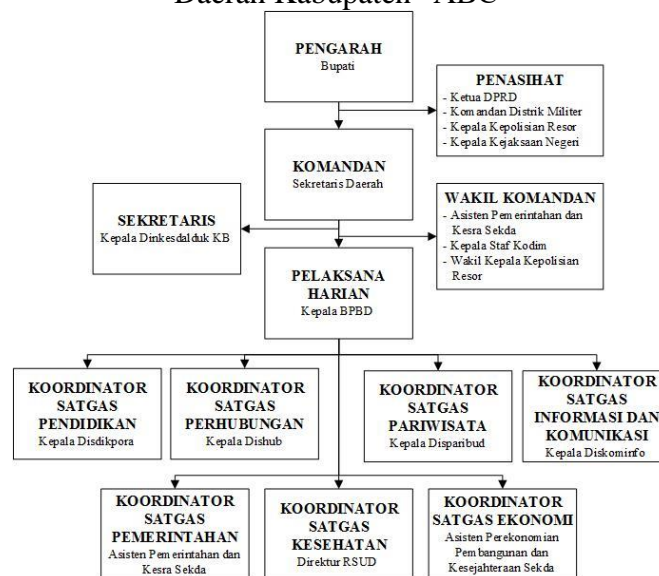 Daerah Kabupaten "ABC"
PENGARAH
Bupati
PENASIHAT
- Ketua DPRD
- Komandan Distrik Militer
- Kepala Kepolisian Resor
- Kepala Kejaksaan Negeri
KOMANDAN
Sekretaris Daerah
SEKRETARIS
Kepala Dinkesdalduk KB
WAKIL KOMANDAN
- Asisten Pemerintahan dan
Kesra Sekda
- Kepala Staf Kodim
- Wakil Kepala Kepolisian
Resor
PELAKSANA
HARIAN
Kepala BPBD
KOORDINATOR
SATGAS
PENDIDIKAN
Kepala Disdikpora
KOORDINATOR
SATGAS
PERHUBUNGAN
Kepala Dishub
KOORDINATOR
SATGAS
PARIWISATA
Kepala Disparibud
KOORDINATOR
SATGAS
INFORMASI DAN
KOMUNIKASI
Kepala Diskominfo
KOORDINATOR
SATGAS
PEMERINTAHAN
Asisten Pemerintahan dan
Kesra Sekda
KOORDINATOR
SATGAS
KESEHATAN
Direktur RSUD
KOORDINATOR
SATGAS EKONOMI
Asisten Perekonomian
Pembangunan dan
Kesejahteraan Sekda